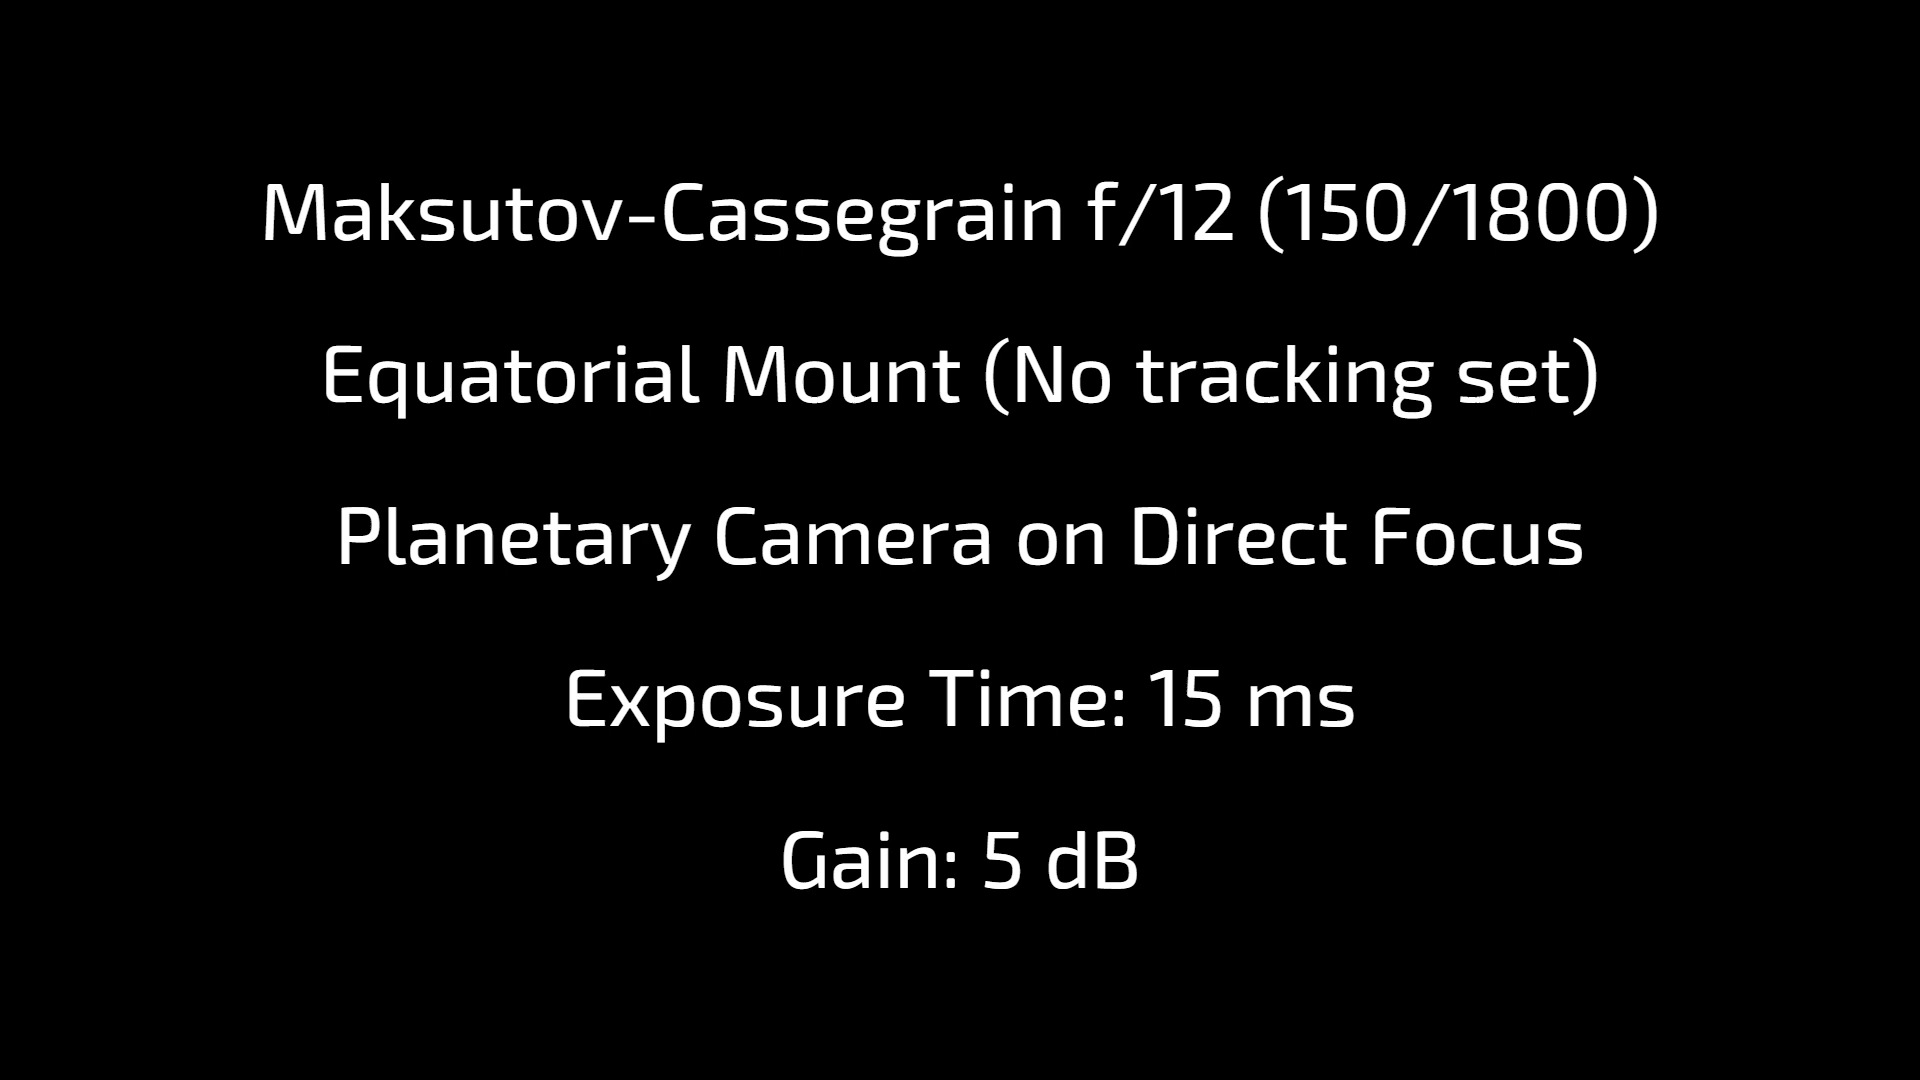 Maksutov-Cassegrain f/12 (150/1800)
Equatorial Mount (No tracking set)
Planetary Camera on Direct Focus
Exposure Time: 15 ms
Gain: 5 dB